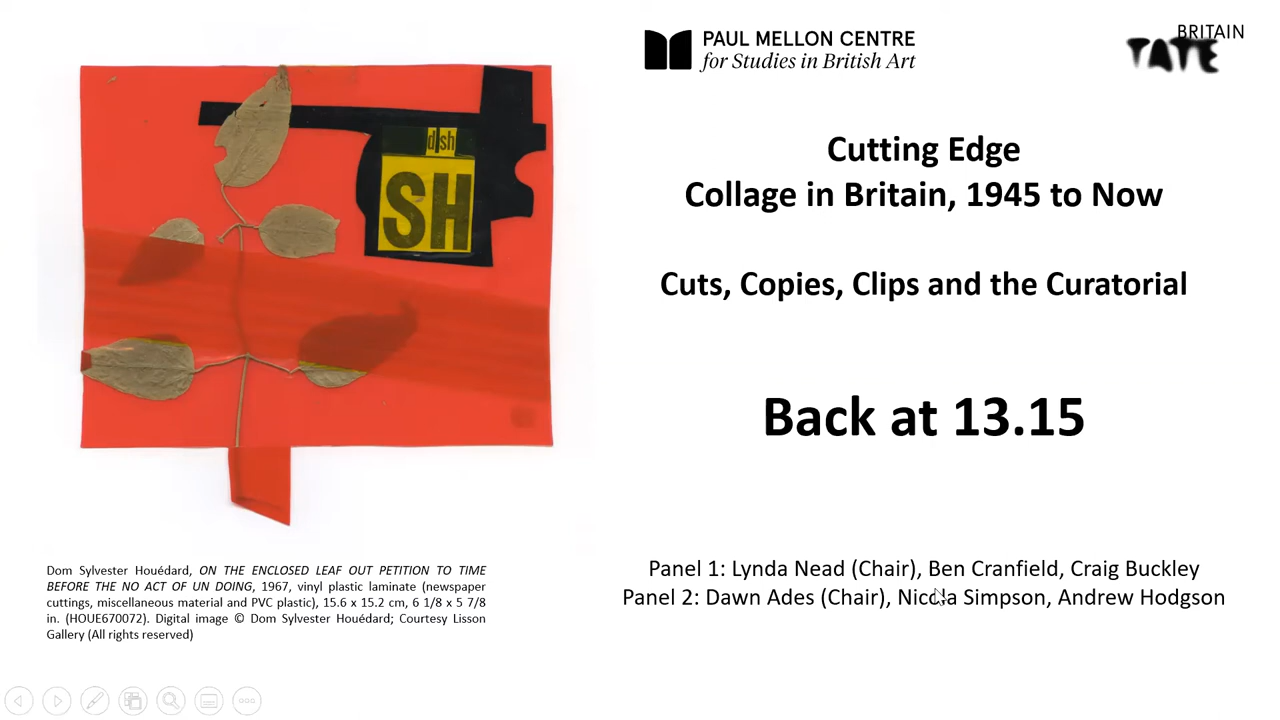 PAUL MELLON CENTRE
for Studies in British Art
BRITAIN
TATE
dsh
SH
Cutting Edge
Collage in Britain, 1945 to Now
Cuts, Copies, Clips and the Curatorial
Back at 13.15
Dom Sylvester Houédard, ON THE ENCLOSED LEAF OUT PETITION TO TIME
BEFORE THE NO ACT OF UN DOING, 1967, vinyl plastic laminate (newspaper
cuttings, miscellaneous material and PVC plastic), 15.6 x 15.2 cm, 6 1/8 x 5 7/8
in. (HOUE670072). Digital image © Dom Sylvester Houédard; Courtesy Lisson
Gallery (All rights reserved)
Panel 1: Lynda Nead (Chair), Ben Cranfield, Craig Buckley
Panel 2: Dawn Ades (Chair), Nicola Simpson, Andrew Hodgson